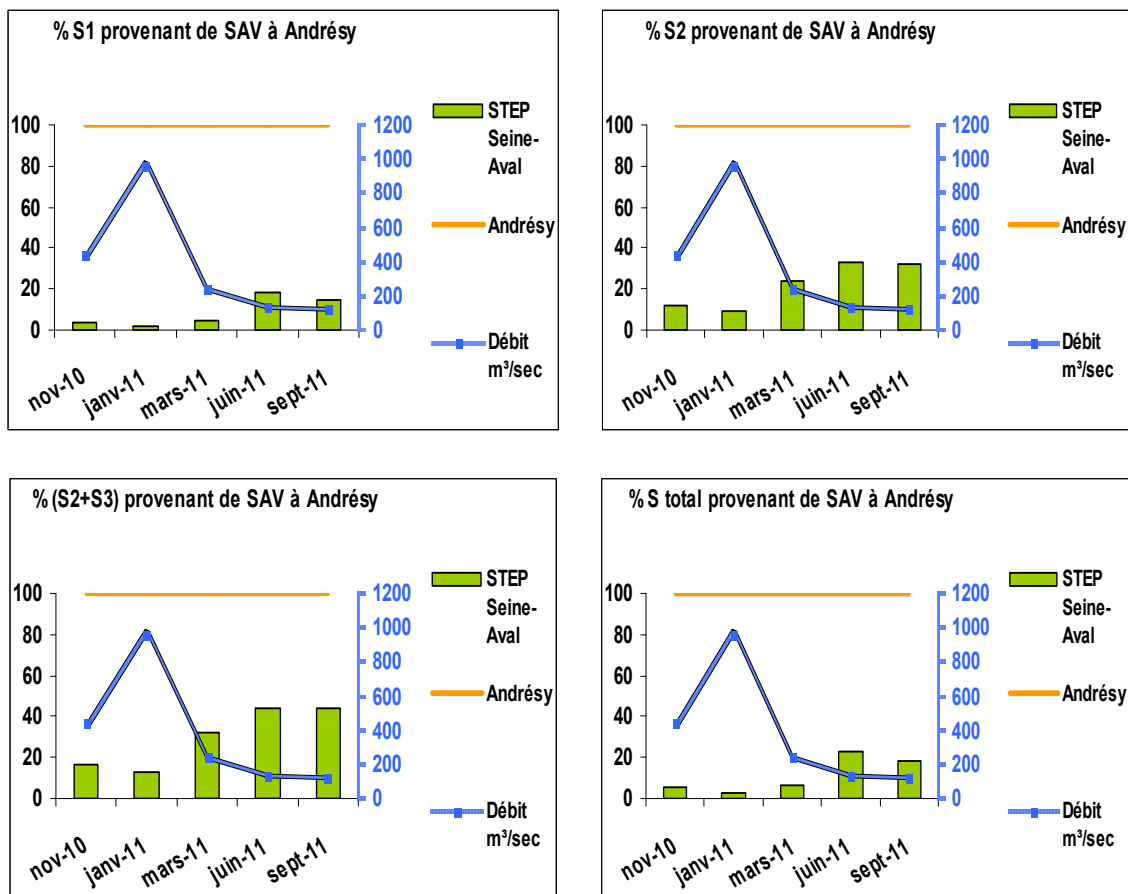 % S1 provenant de SAV à Andrésy
100
80
60
40
20
0
1200
1000
800
600
400
200
0
nov-10
janv-11
mars-11
juin-11
sept-11
STEP
Seine-
Aval
Andrésy
Débit
m³/sec
% S2 provenant de SAV à Andrésy
100
80
60
40
20
0
1200
1000
800
600
400
200
0
nov-10
janv-11
mars-11
juin-11
sept-11
STEP
Seine-
Aval
Andrésy
Débit
m³/sec
% (S2+S3) provenant de SAV à Andrésy
100
80
60
40
20
0
1200
1000
800
600
400
200
0
nov-10
janv-11
mars-11
juin-11
sept-11
STEP
Seine-
Aval
Andrésy
Débit
m³/sec
% S total provenant de SAV à Andrésy
100
80
60
40
20
0
1200
1000
800
600
400
200
0
nov-10
janv-11
mars-11
juin-11
sept-11
STEP
Seine-
Aval
Andrésy
Débit
m³/sec